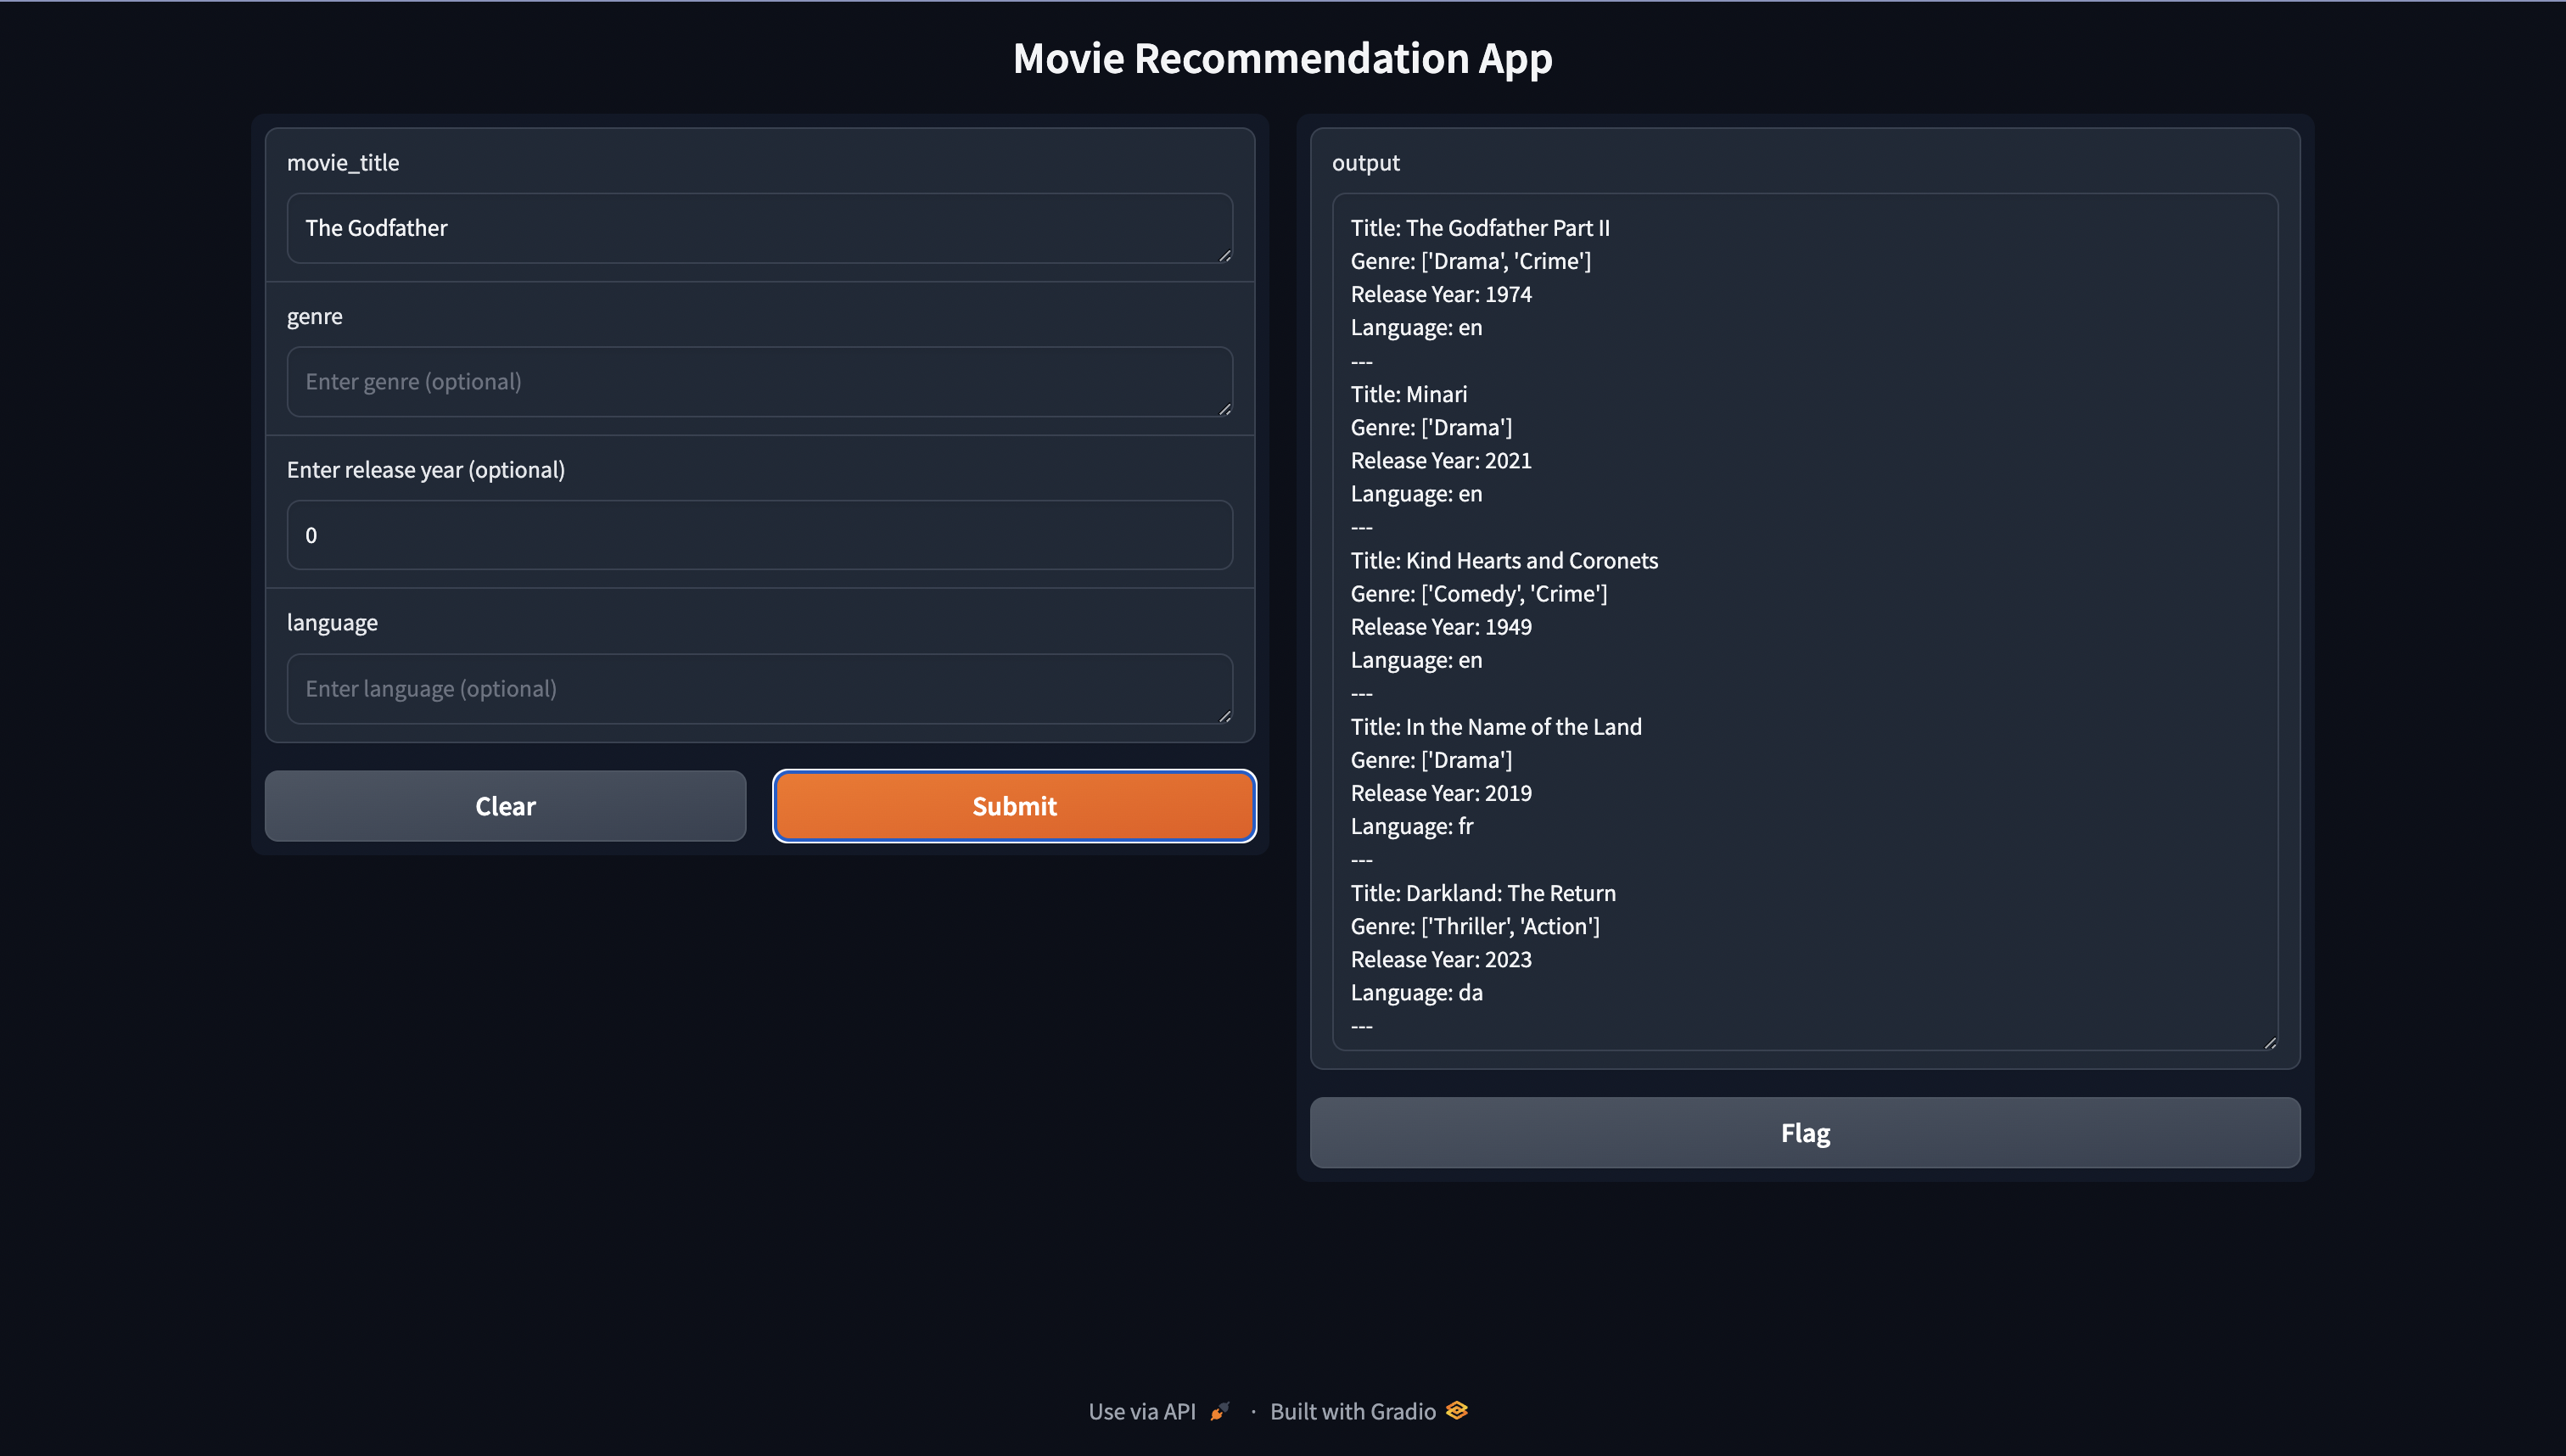 Movie Recommendation App
movie_title
The Godfather
genre
Enter genre (optional)
Enter release year (optional)
0
language
Enter language (optional)
Clear
Submit
output
Title: The Godfather Part II
Genre: ['Drama', 'Crime']
Release Year: 1974
Language: en
---
Title: Minari
Genre: ['Drama']
Release Year: 2021
Language: en
---
Title: Kind Hearts and Coronets
Genre: ['Comedy', 'Crime']
Release Year: 1949
Language: en
---
Title: In the Name of the Land
Genre: ['Drama']
Release Year: 2019
Language: fr
---
Title: Darkland: The Return
Genre: ['Thriller', 'Action']
Release Year: 2023
Language: da
---
Flag
Use via API · Built with Gradio